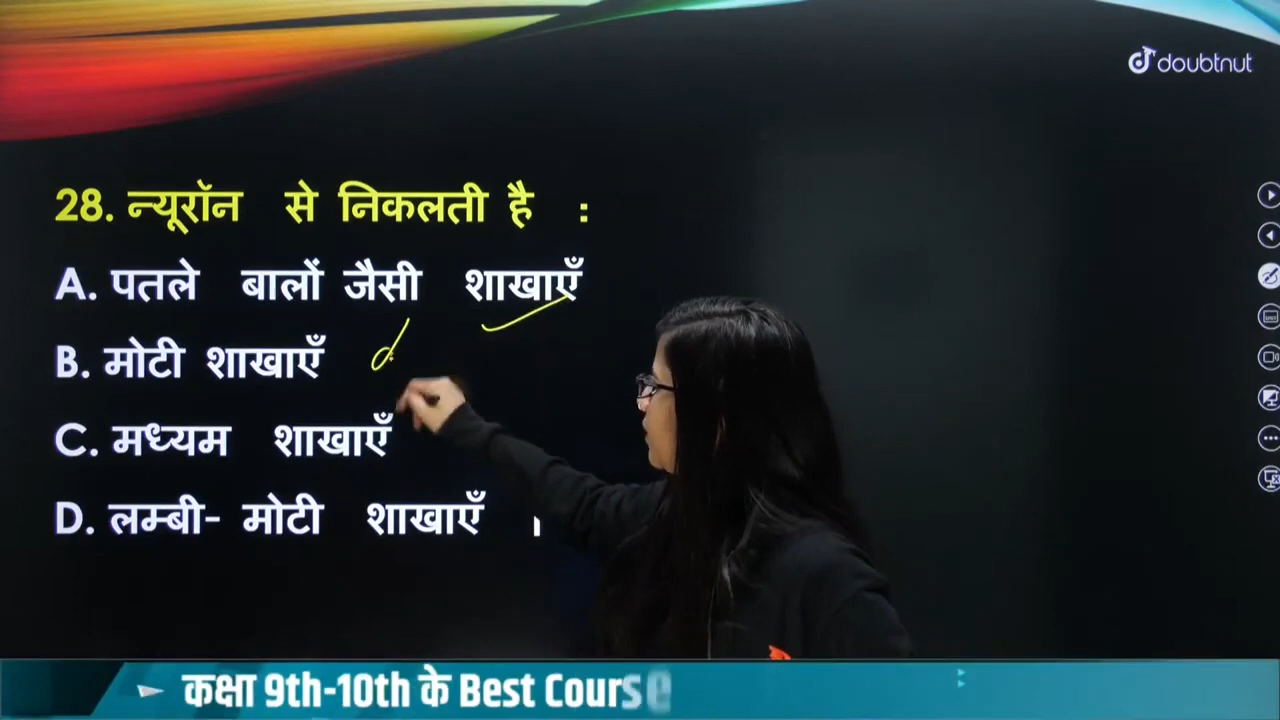 doubtnut
28. न्यूरॉन से निकलती है :
A. पतले बालों जैसी शाखाएँ
B. मोटी शाखाएँ d
C. मध्यम शाखाएँ
D. लम्बी- मोटी शाखाएँ ।
कक्षा 9th-10th के Best Course